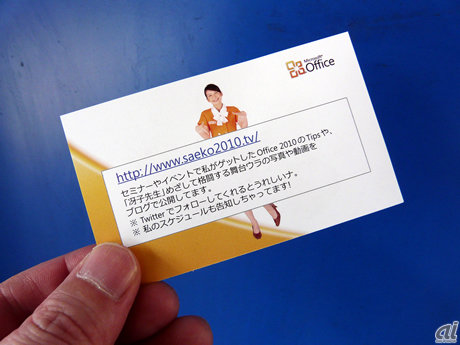 Microsoft
Office
http://www.saeko2010.tv/
セミナーやイベントで私がゲットしたOffice 2010のTipsや、
「冴子先生」めざして格闘する舞台ウラの写真や動画を
ブログで公開してます。
※ Twitterでフォローしてくれるとうれしいナ。
※ 私のスケジュールも告知しちゃってます!